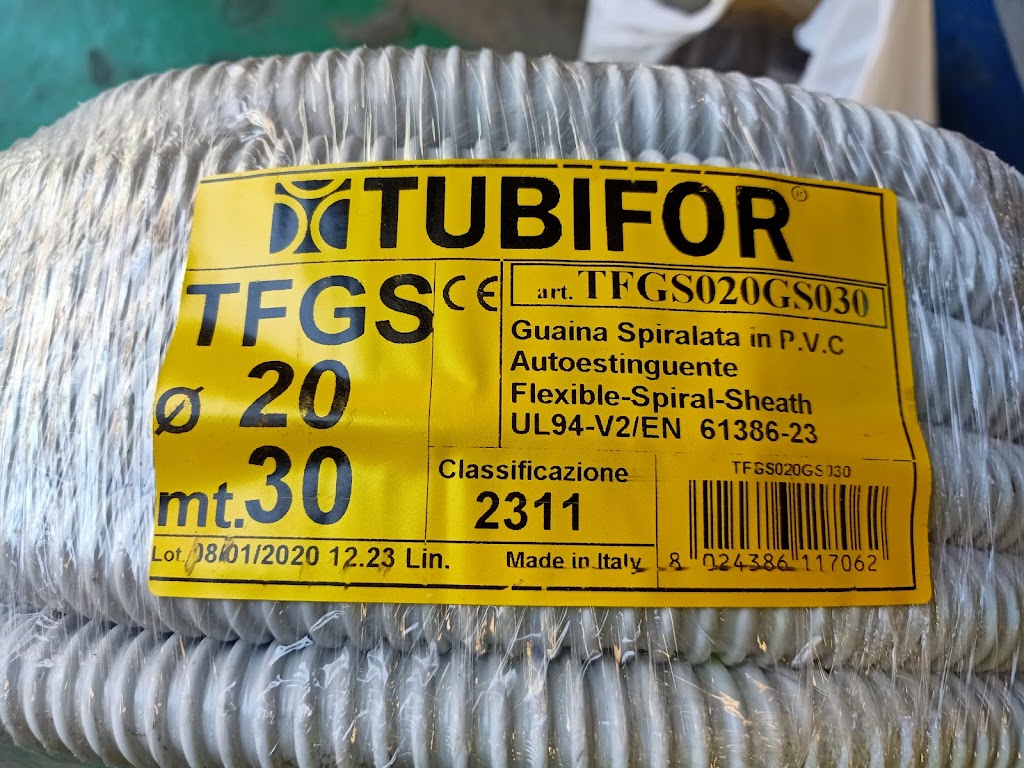 TUBIFOR®
TFGS
CE
art. TFGS020GS030
Guaina Spiralata in P.V.C
Autoestinguente
Flexible-Spiral-Sheath
UL94-V2/EN 61386-23
ø 20
mt.30
Classificazione
2311
TFGS020GS030
8 024386 117062
Lot. 08/01/2020 12.23 Lin.
Made in Italy